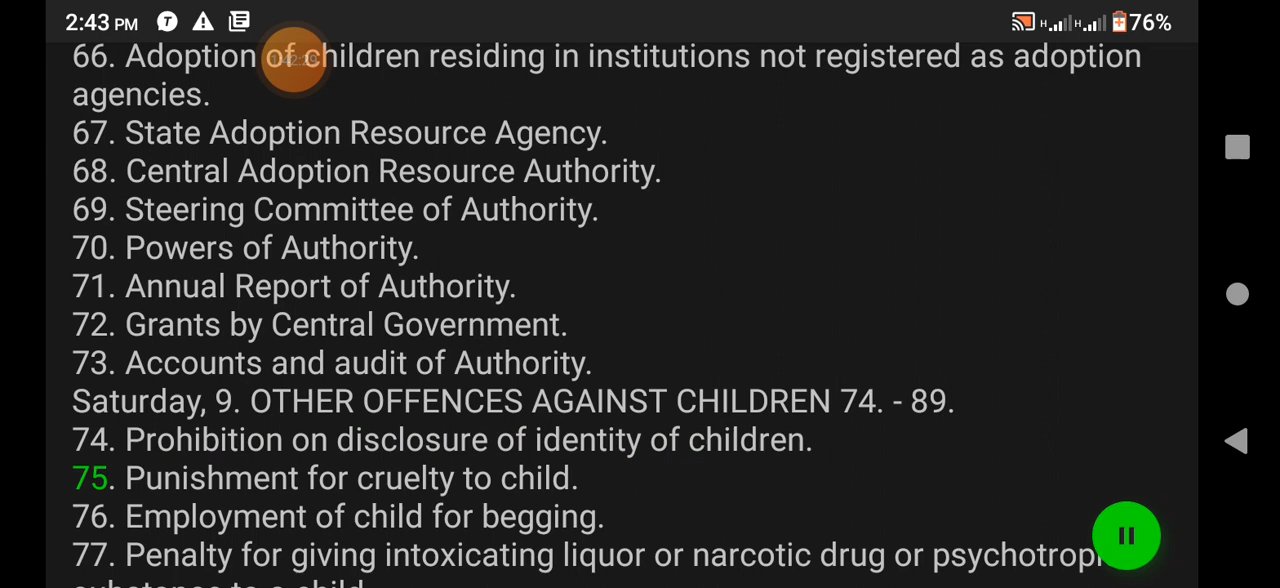 2:43 PM
76%
66. Adoption of children residing in institutions not registered as adoption
agencies.
67. State Adoption Resource Agency.
68. Central Adoption Resource Authority.
69. Steering Committee of Authority.
70. Powers of Authority.
71. Annual Report of Authority.
72. Grants by Central Government.
73. Accounts and audit of Authority.
Saturday, 9. OTHER OFFENCES AGAINST CHILDREN 74. - 89.
74. Prohibition on disclosure of identity of children.
75. Punishment for cruelty to child.
76. Employment of child for begging.
77. Penalty for giving intoxicating liquor or narcotic drug or
substance to a child.